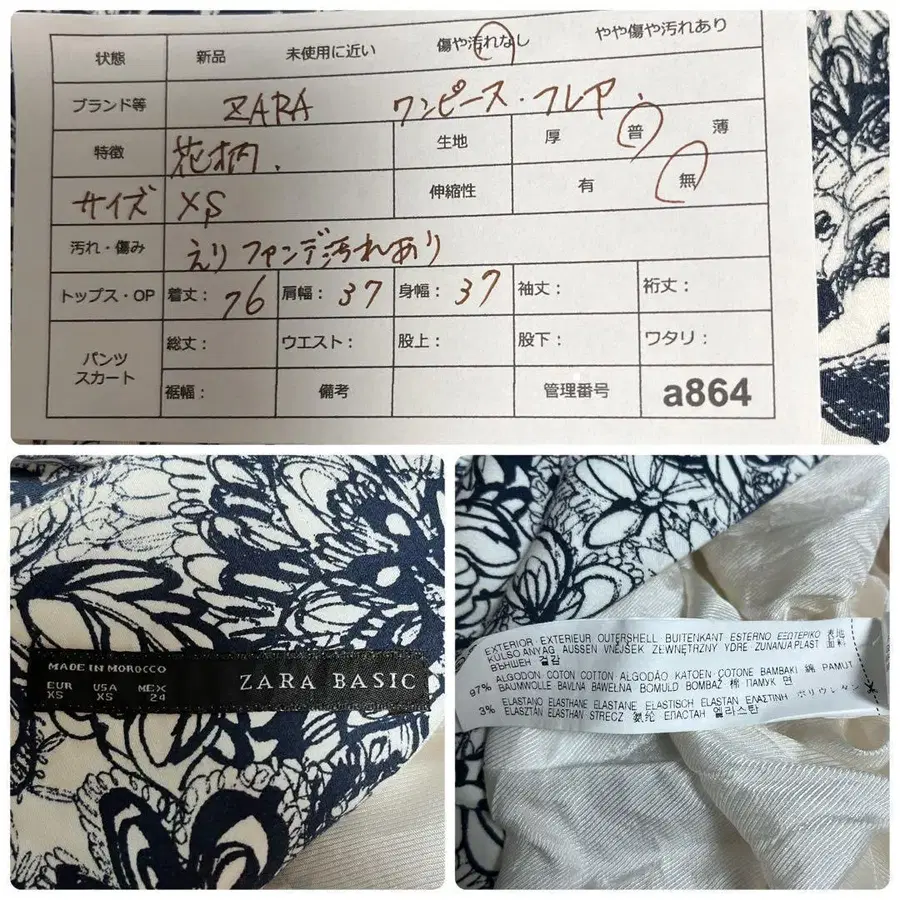 状態 新品 未使用に近い 傷や汚れなし やや傷や汚れあり
ブランド等 ZARA ワンピース・フレア.
特徴 花柄. 生地 厚 普 薄
サイズ XS 伸縮性 有 無
汚れ・傷み えり ファンデ汚れあり
トップス・OP 着丈: 76 肩幅: 37 身幅: 37 袖丈: 裄丈:
パンツ
スカート
総丈: ウエスト: 股上: 股下: ワタリ:
裾幅: 備考 管理番号 a864
MADE IN MOROCCO
EUR USA MEX
XS XS 24
ZARA BASIC
EXTERIOR EXTERIEUR OUTERSHELL BUITENKANT ESTERNO ΕΞΩΤΕΡΙΚΟ 表地
KÜLSO ANYAG AUSSEN VNEJSEK ZEWNĘTRZNY YDRE ZUNANJA PLAST 面料
ВЪНШЕН 겉감
97% ALGODON COTON COTTON ALGODÃO KATOEN COTONE BAMBAKI 綿 PAMUT
BAUMWOLLE BAVLNA BAWEŁNA BOMULD BOMBAŽ 棉 ПАМУК 면
3% ELASTANO ELASTHANE ELASTANE ELASTISCH ELASTAN ΕΛΑΣΤΙΝΗ ポリウレタン
ELASZTÁN ELASTHAN STRECZ 氨纶 ЕЛАСТАН 엘리스탄